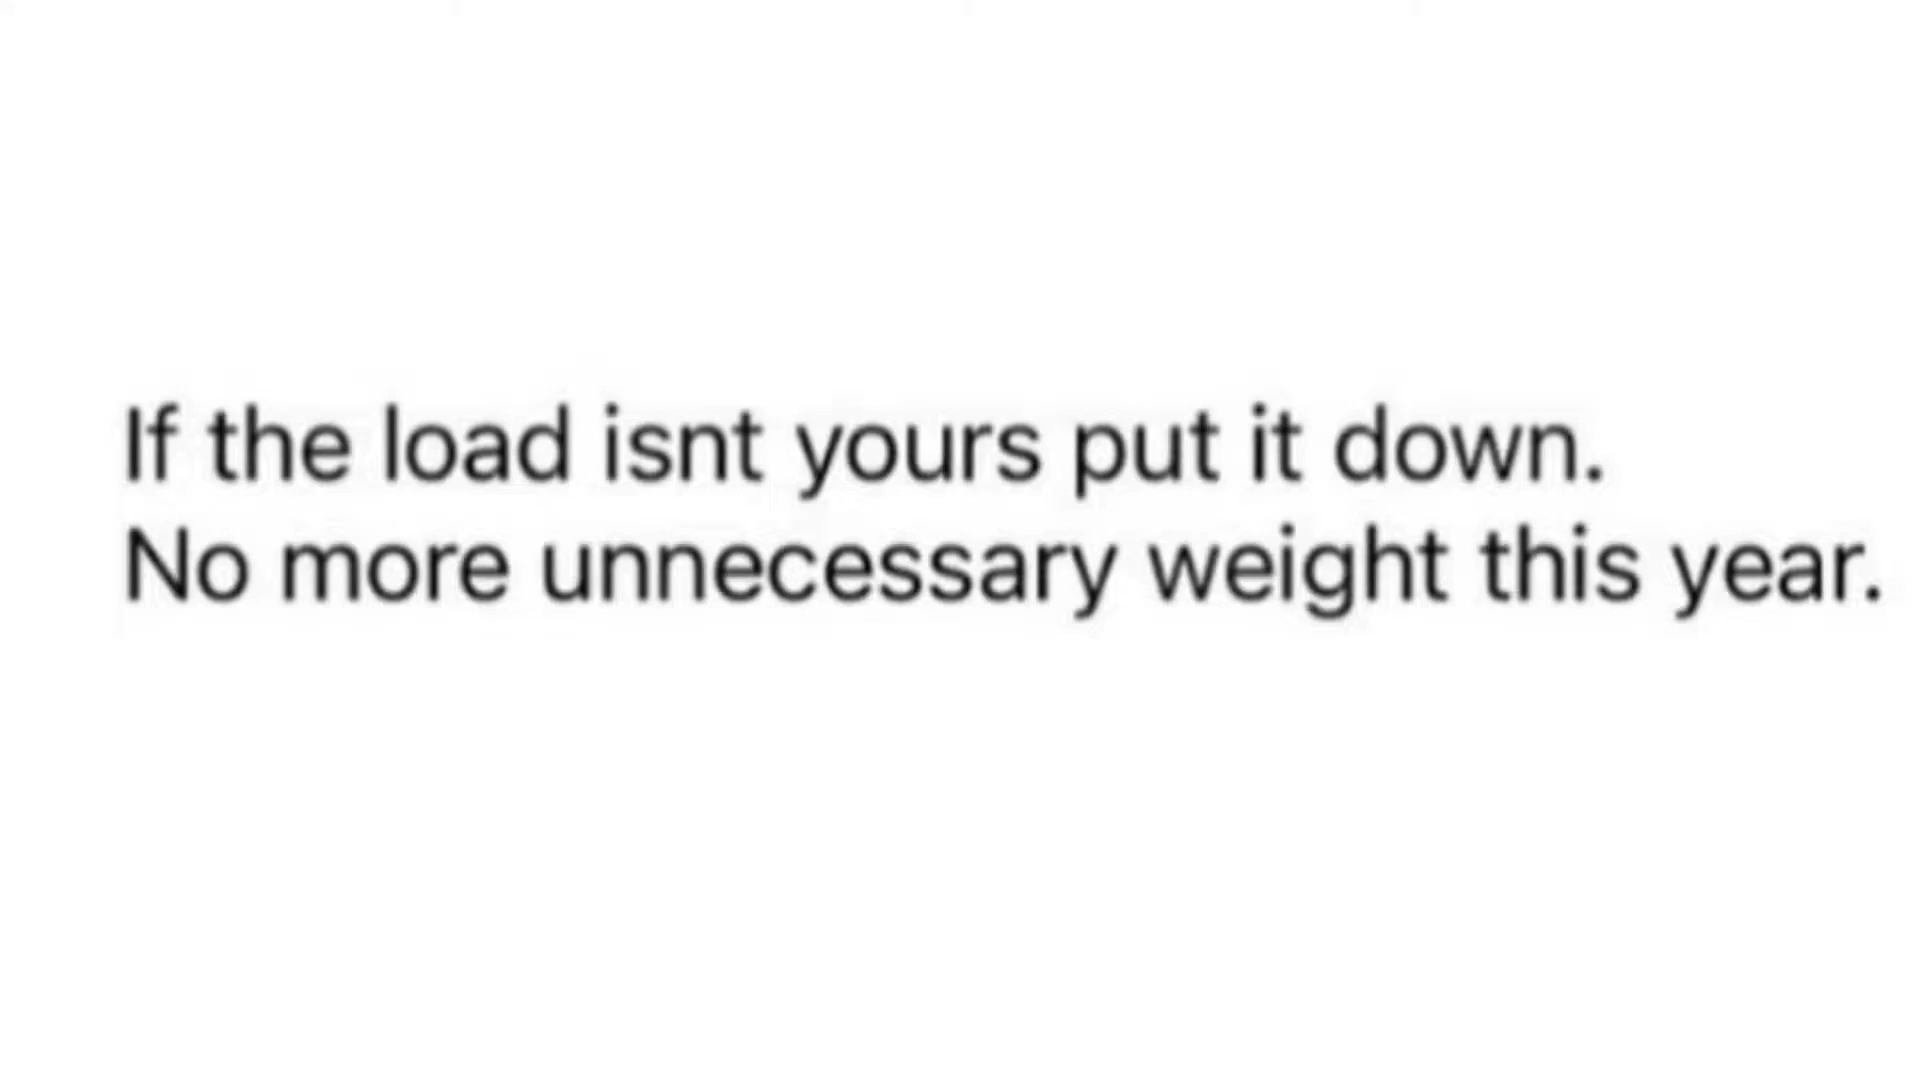 If the load isnt yours put it down.
No more unnecessary weight this year.